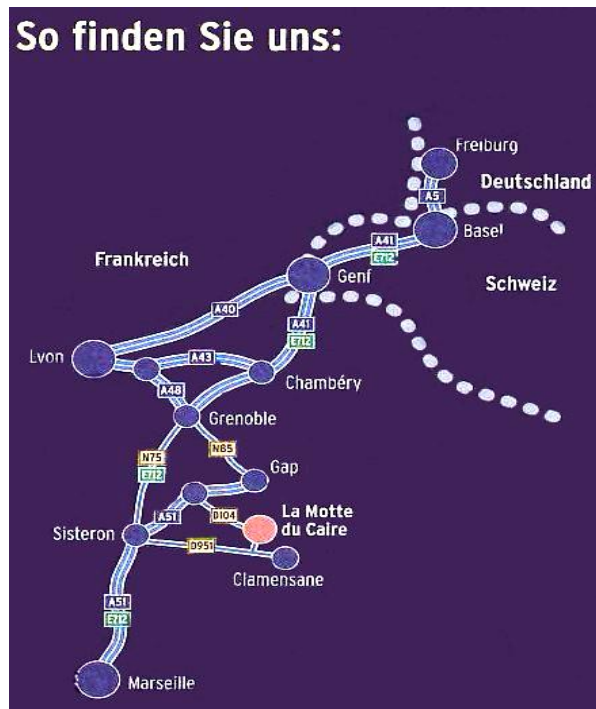 So finden Sie uns:
Freiburg
Deutschland
A5
Basel
A41
E712
Frankreich
Genf
Schweiz
A40
A41
E712
Lyon
A43
Chambéry
A48
Grenoble
N75
E712
N85
Gap
La Motte
du Caire
A51
D104
Sisteron
D951
Clamensane
A51
E712
Marseille